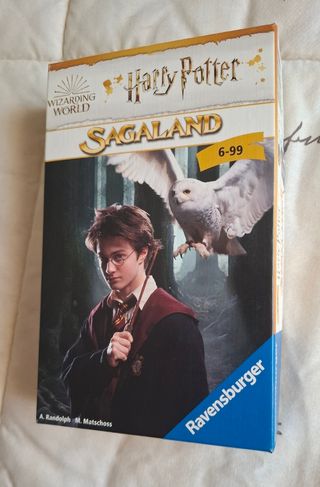 WIZARDING
WORLD
Harry Potter
SAGALAND
6-99
A. Randolph · M. Matschoss
Ravensburger